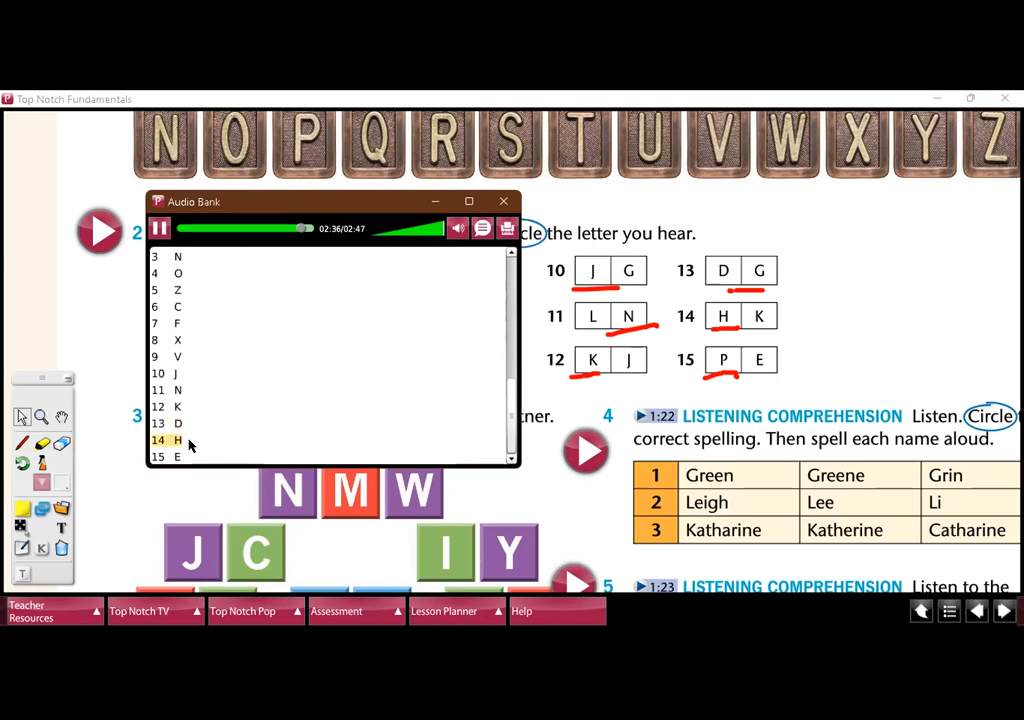 Top Notch Fundamentals
N O P Q R S T U V W X Y Z
Audio Bank
02:36/02:47
3 N
4 O
5 Z
6 C
7 F
8 X
9 V
10 J
11 N
12 K
13 D
14 H
15 E
2
cle the letter you hear.
10 J G 13 D G
11 L N 14 H K
12 K J 15 P E
3
tner.
4 1:22 LISTENING COMPREHENSION Listen. Circle t
correct spelling. Then spell each name aloud.
1 Green Greene Grin
2 Leigh Lee Li
3 Katharine Katherine Catharine
N M W
J C I Y
5 1:23 LISTENING COMPREHENSION Listen to the
T
K
T
Teacher
Resources
Top Notch TV
Top Notch Pop
Assessment
Lesson Planner
Help